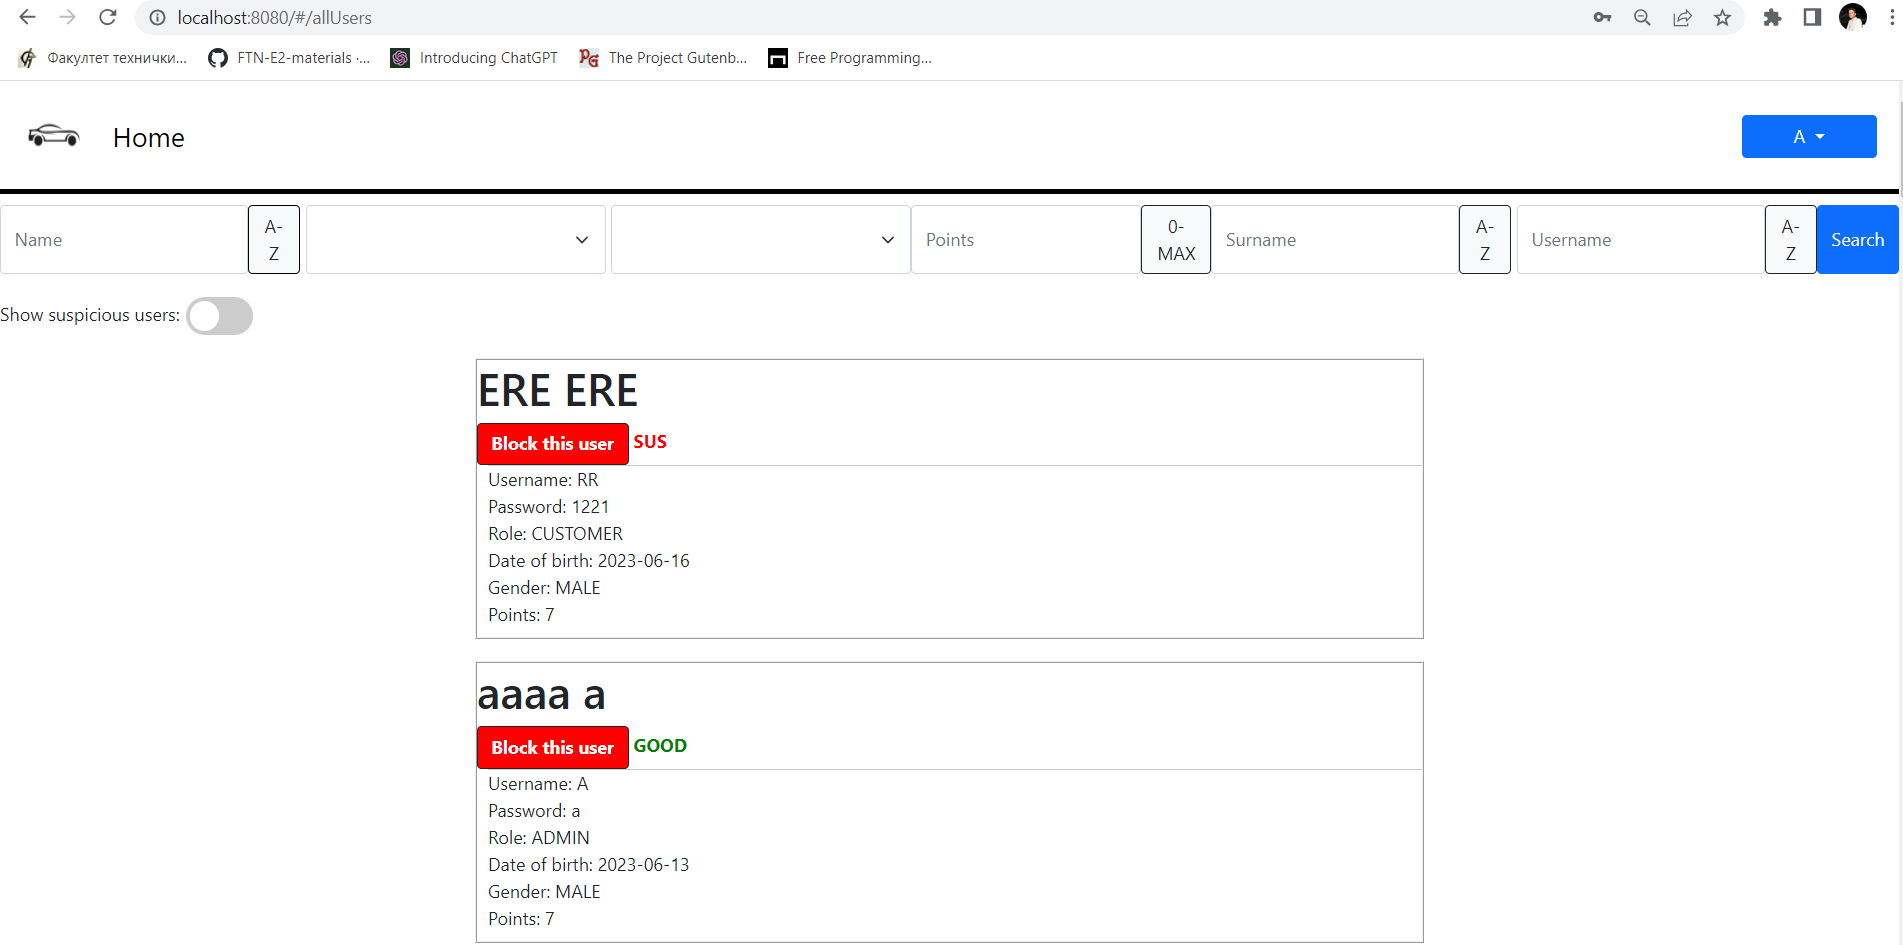 localhost:8080/#/allUsers
Факултет технички... FTN-E2-materials ·... Introducing ChatGPT The Project Gutenb... Free Programming...
Home A
Name A-Z Points 0-MAX Surname A-Z Username A-Z Search
Show suspicious users:
ERE ERE
Block this user SUS
Username: RR
Password: 1221
Role: CUSTOMER
Date of birth: 2023-06-16
Gender: MALE
Points: 7
aaaa a
Block this user GOOD
Username: A
Password: a
Role: ADMIN
Date of birth: 2023-06-13
Gender: MALE
Points: 7